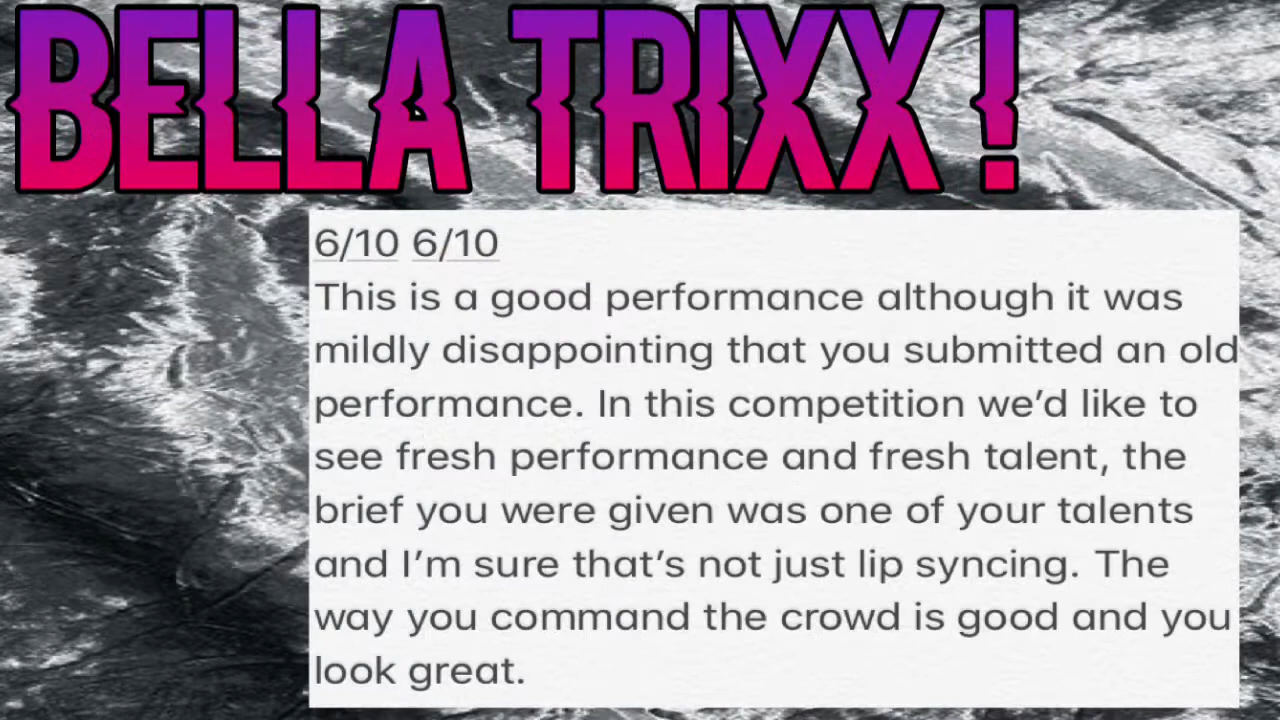 BELLA TRIXX !
6/10 6/10
This is a good performance although it was
mildly disappointing that you submitted an old
performance. In this competition we’d like to
see fresh performance and fresh talent, the
brief you were given was one of your talents
and I’m sure that’s not just lip syncing. The
way you command the crowd is good and you
look great.